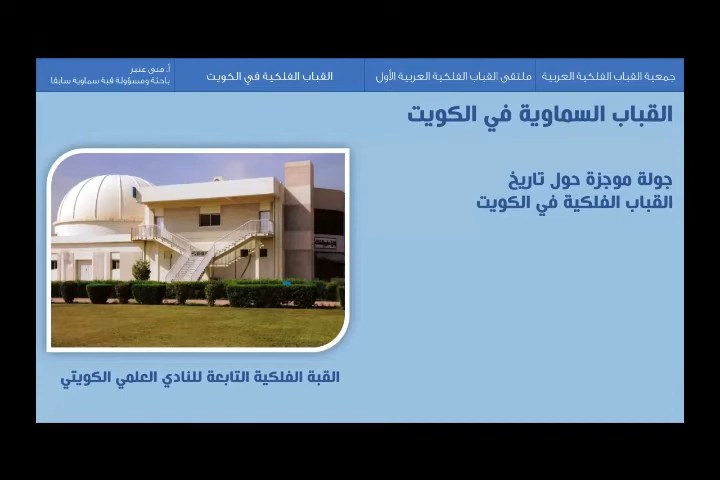 جمعية القباب الفلكية العربية
ملتقى القباب الفلكية العربية الأول
القباب الفلكية في الكويت
أ. منى عنبر
باحثة ومسؤولة قبة سماوية سابقا
القباب السماوية في الكويت
جولة موجزة حول تاريخ
القباب الفلكية في الكويت
القبة الفلكية التابعة للنادي العلمي الكويتي